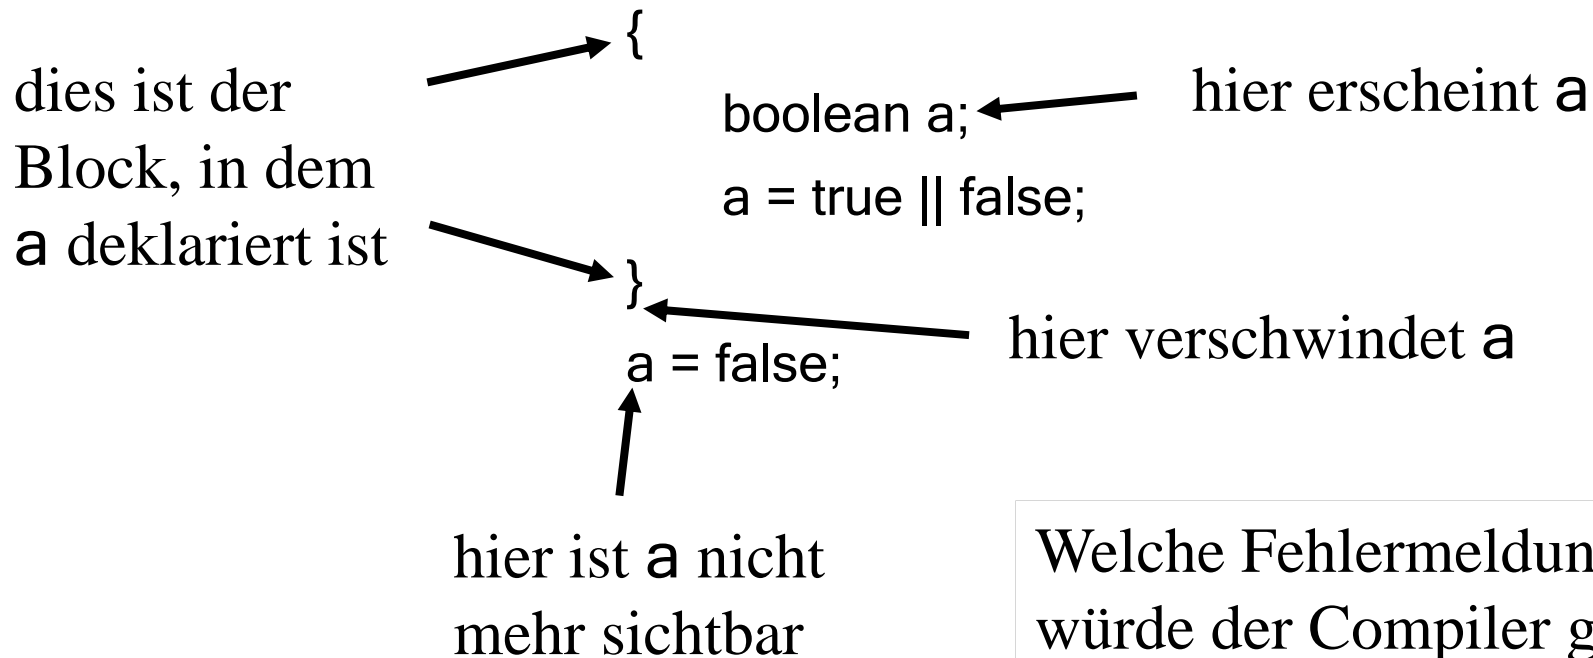 {
dies ist der
Block, in dem
a deklariert ist
boolean a;
hier erscheint a
a = true || false;
}
hier verschwindet a
a = false;
hier ist a nicht
mehr sichtbar
Welche
würde der Compiler